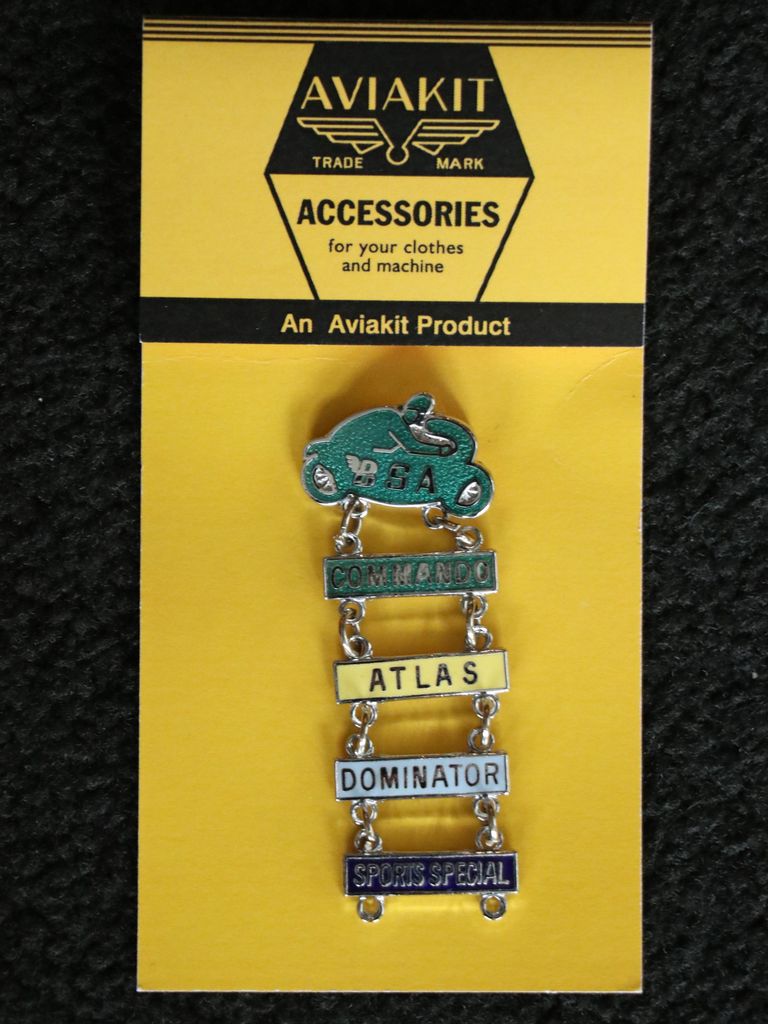 AVIAKIT
TRADE MARK
ACCESSORIES
for your clothes
and machine
An Aviakit Product
BSA
COMMANDO
ATLAS
DOMINATOR
SPORTS SPECIAL